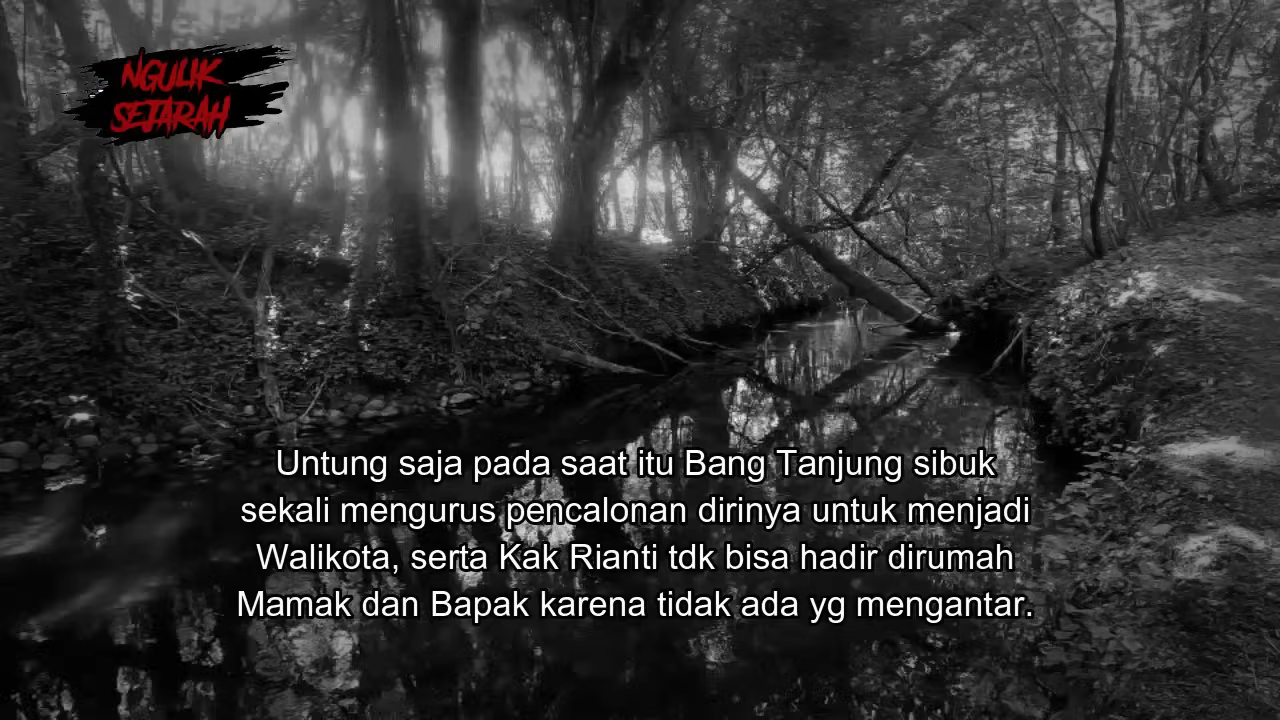 NGULIK
SEJARAH
Untung saja pada saat itu Bang Tanjung sibuk
sekali mengurus pencalonan dirinya untuk menjadi
Walikota, serta Kak Rianti tdk bisa hadir dirumah
Mamak dan Bapak karena tidak ada yg mengantar.